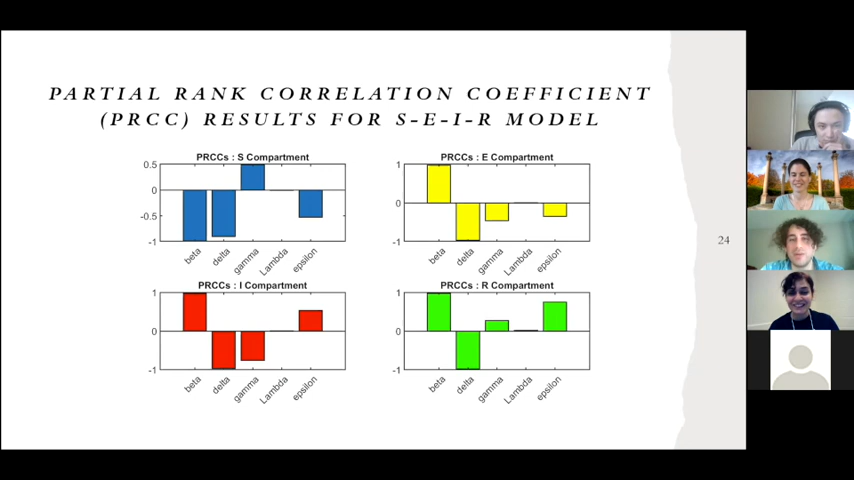 PARTIAL RANK CORRELATION COEFFICIENT
(PRCC) RESULTS FOR S-E-I-R MODEL
PRCCs : S Compartment
0.5
0
-0.5
-1
beta
delta
gamma
Lambda
epsilon
PRCCs : E Compartment
1
0
-1
beta
delta
gamma
Lambda
epsilon
24
PRCCs : I Compartment
1
0
-1
beta
delta
gamma
Lambda
epsilon
PRCCs : R Compartment
1
0
-1
beta
delta
gamma
Lambda
epsilon